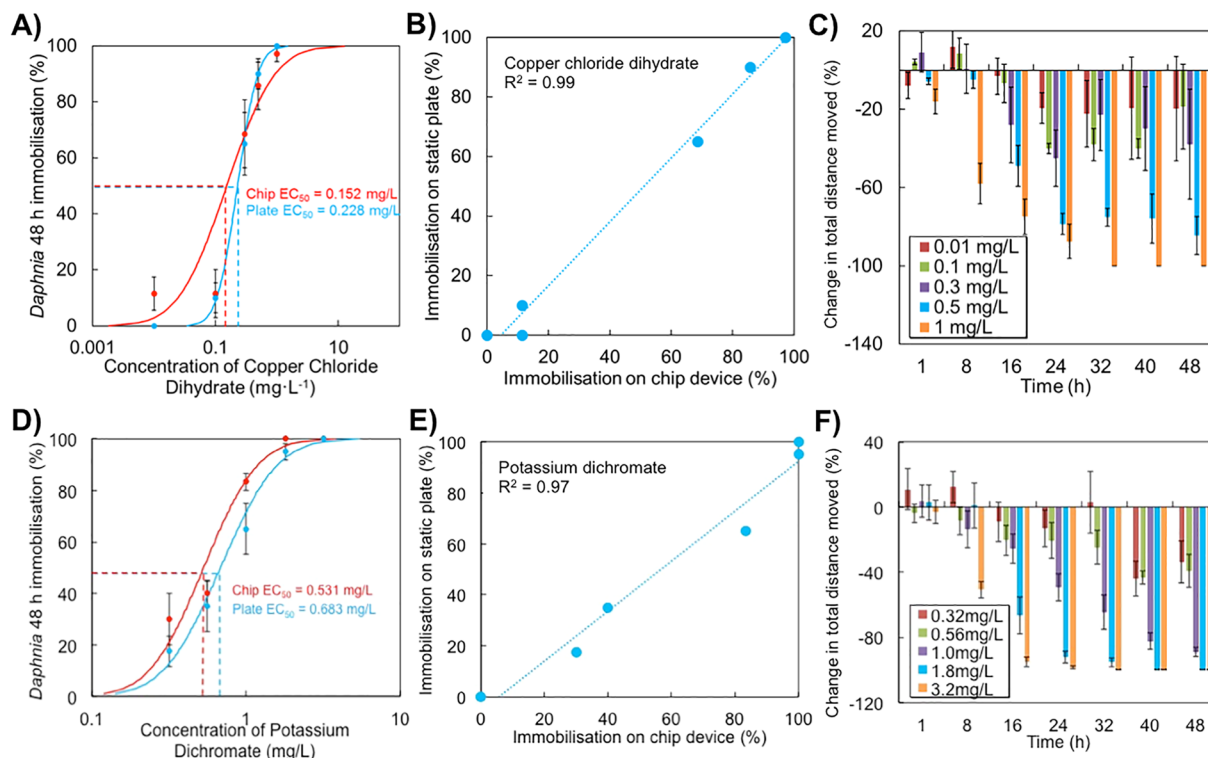 A)
100
80
60
40
20
0
Daphnia 48 h immobilisation (%)
Chip EC50 = 0.152 mg/L
Plate EC50 = 0.228 mg/L
0.001
0.1
10
Concentration of Copper Chloride
Dihydrate (mg·L-1)
B)
100
80
60
40
20
0
Immobilisation on static plate (%)
Copper chloride dihydrate
R2 = 0.99
0 20 40 60 80 100
Immobilisation on chip device (%)
C)
20
-20
-60
-100
-140
Change in total distance moved (%)
0.01 mg/L
0.1 mg/L
0.3 mg/L
0.5 mg/L
1 mg/L
1 8 16 24 32 40 48
Time (h)
D)
100
80
60
40
20
0
Daphnia 48 h immobilisation (%)
Chip EC50 = 0.531 mg/L
Plate EC50 = 0.683 mg/L
0.1 1 10
Concentration of Potassium
Dichromate (mg/L)
E)
100
80
60
40
20
0
Immobilisation on static plate (%)
Potassium dichromate
R2 = 0.97
0 20 40 60 80 100
Immobilisation on chip device (%)
F)
40
0
-40
-80
-120
Change in total distance moved (%)
0.32mg/L
0.56mg/L
1.0mg/L
1.8mg/L
3.2mg/L
1 8 16 24 32 40 48
Time (h)